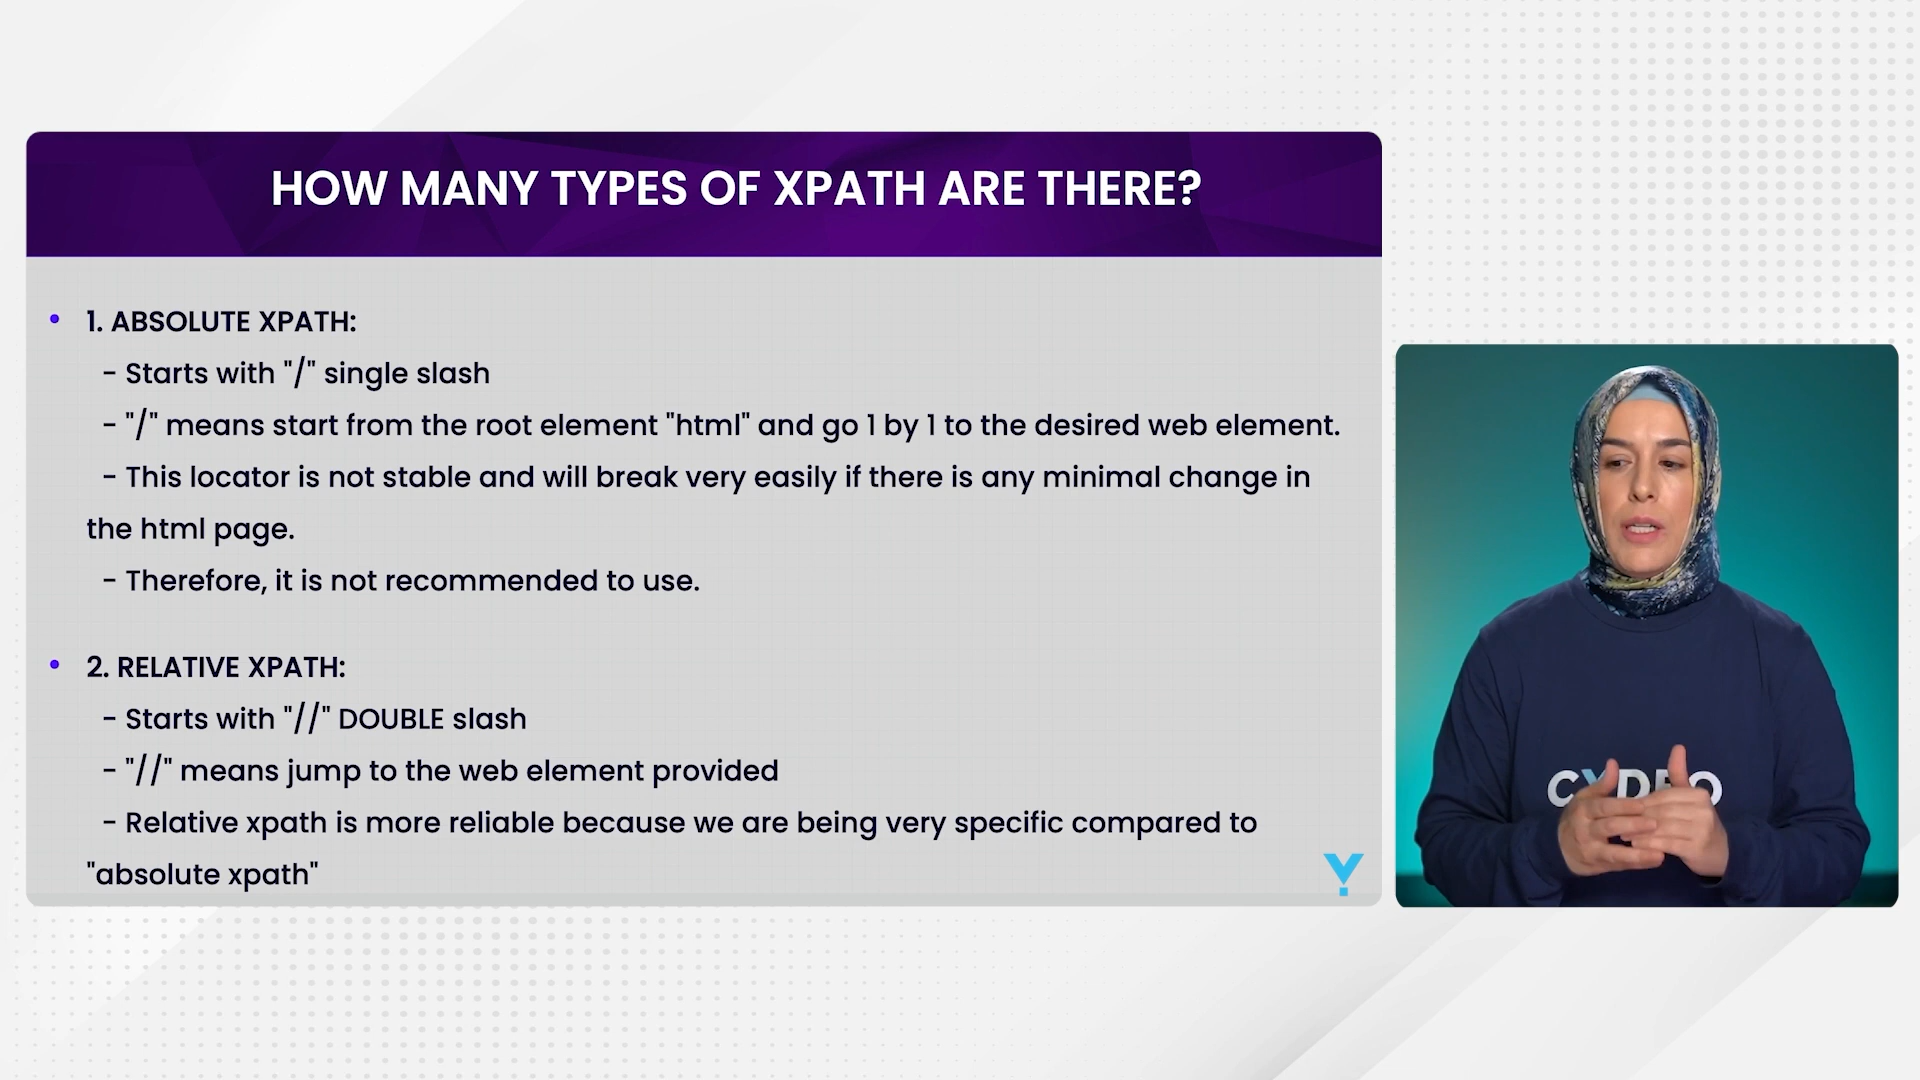 HOW MANY TYPES OF XPATH ARE THERE?
• 1. ABSOLUTE XPATH:
- Starts with "/" single slash
- "/" means start from the root element "html" and go 1 by 1 to the desired web element.
- This locator is not stable and will break very easily if there is any minimal change in
the html page.
- Therefore, it is not recommended to use.
• 2. RELATIVE XPATH:
- Starts with "//" DOUBLE slash
- "//" means jump to the web element provided
- Relative xpath is more reliable because we are being very specific compared to
"absolute xpath"
CYDEO